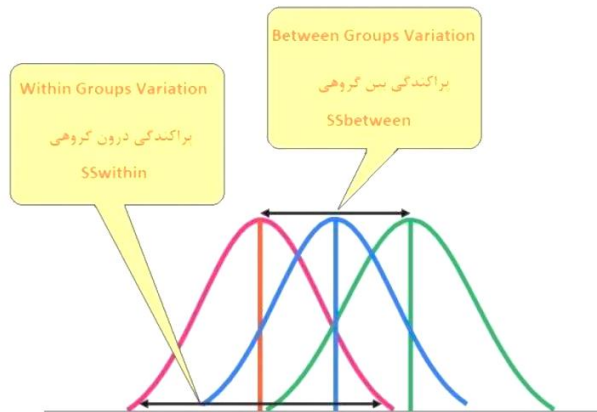 Between Groups Variation
پراکندگی بین گروهی
SSbetween
Within Groups Variation
پراکندگی درون گروهی
SSwithin